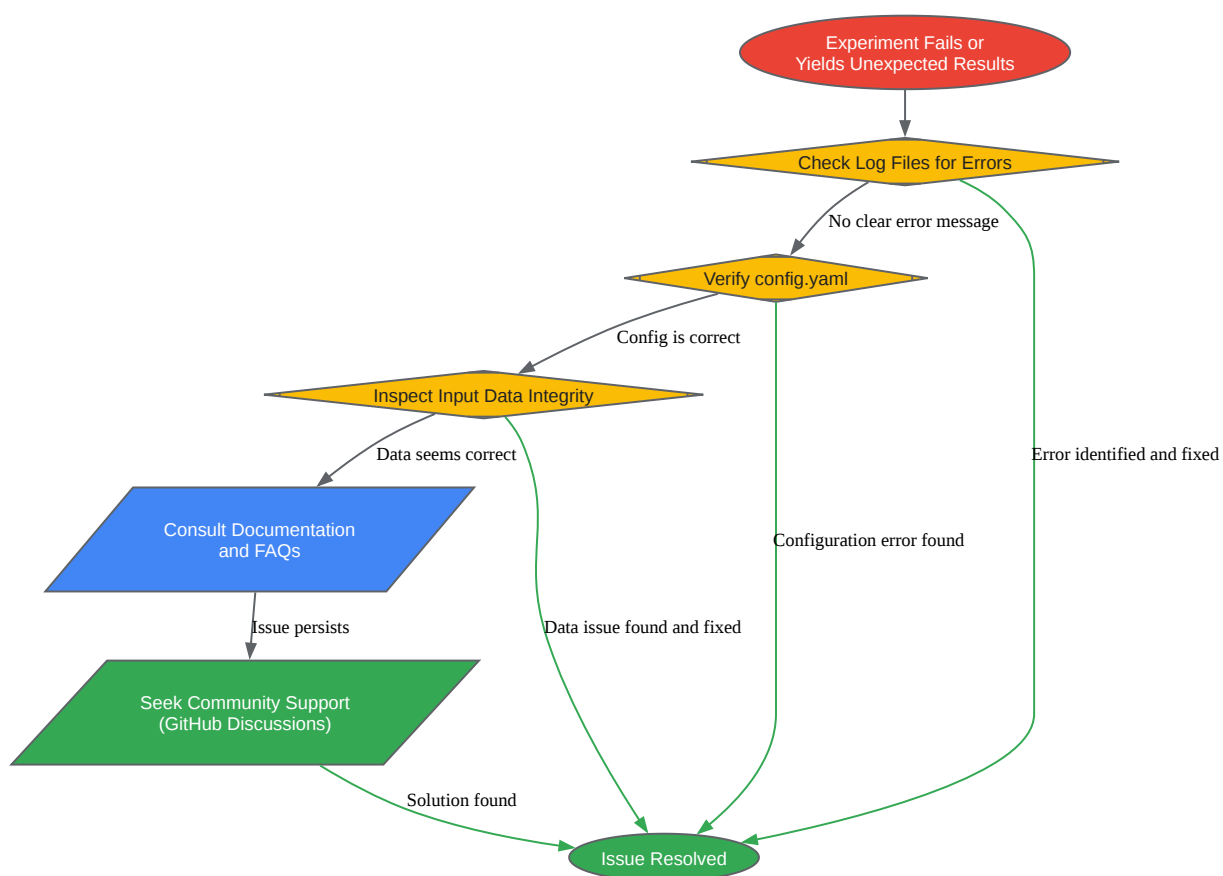 Experiment Fails or
Yields Unexpected Results
Check Log Files for Errors
No clear error message
Verify config.yaml
Config is correct
Inspect Input Data Integrity
Data seems correct
Error identified and fixed
Consult Documentation
and FAQs
Configuration error found
Issue persists
Data issue found and fixed
Seek Community Support
(GitHub Discussions)
Solution found
Issue Resolved